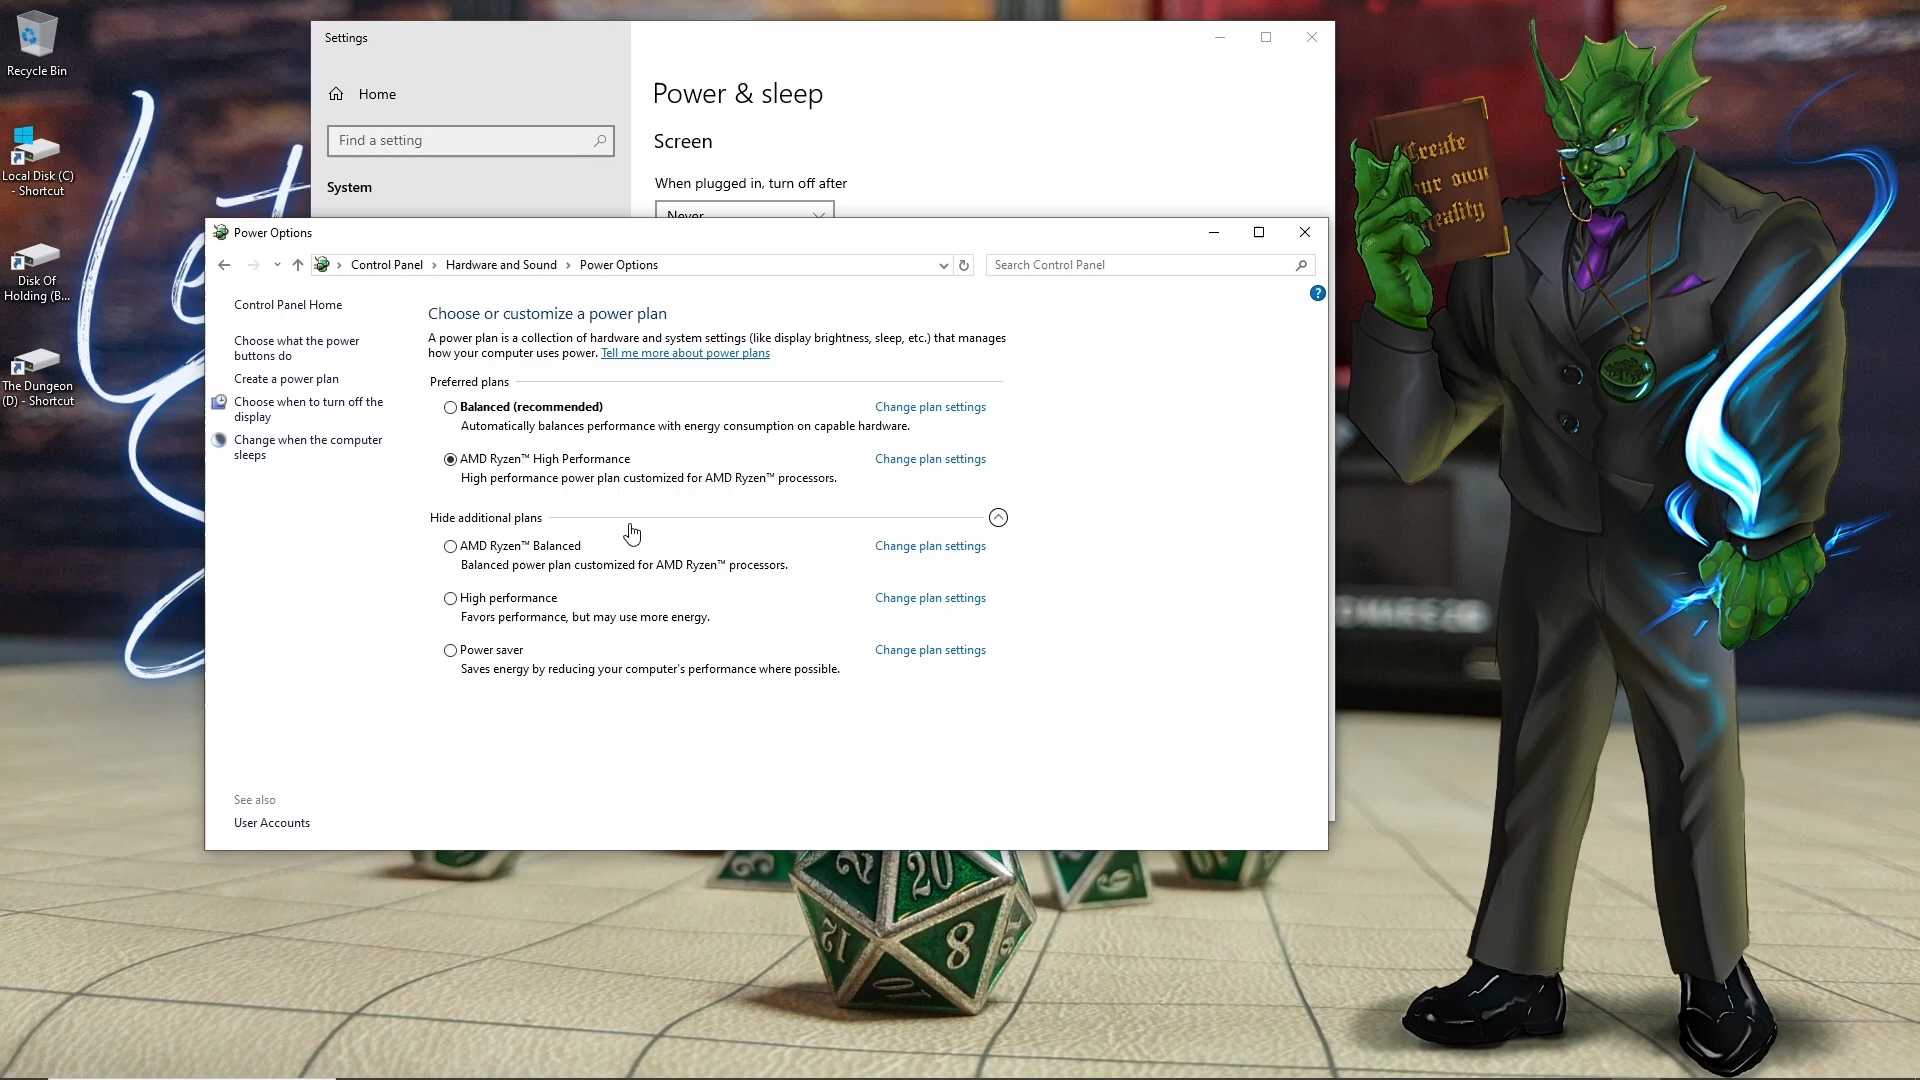 Recycle Bin
Local Disk (C)
- Shortcut
Disk Of
Holding (B...
The Dungeon
(D) - Shortcut
Settings
Home
Find a setting
System
Power & sleep
Screen
When plugged in, turn off after
Never
Power Options
Control Panel
Hardware and Sound
Power Options
Search Control Panel
Control Panel Home
Choose what the power
buttons do
Create a power plan
Choose when to turn off the
display
Change when the computer
sleeps
See also
User Accounts
Choose or customize a power plan
A power plan is a collection of hardware and system settings (like display brightness, sleep, etc.) that manages
how your computer uses power. Tell me more about power plans
Preferred plans
Balanced (recommended) Change plan settings
Automatically balances performance with energy consumption on capable hardware.
AMD Ryzen™ High Performance Change plan settings
High performance power plan customized for AMD Ryzen™ processors.
Hide additional plans
AMD Ryzen™ Balanced Change plan settings
Balanced power plan customized for AMD Ryzen™ processors.
High performance Change plan settings
Favors performance, but may use more energy.
Power saver Change plan settings
Saves energy by reducing your computer's performance where possible.
?
Create
your own
reality
20
12
8
10